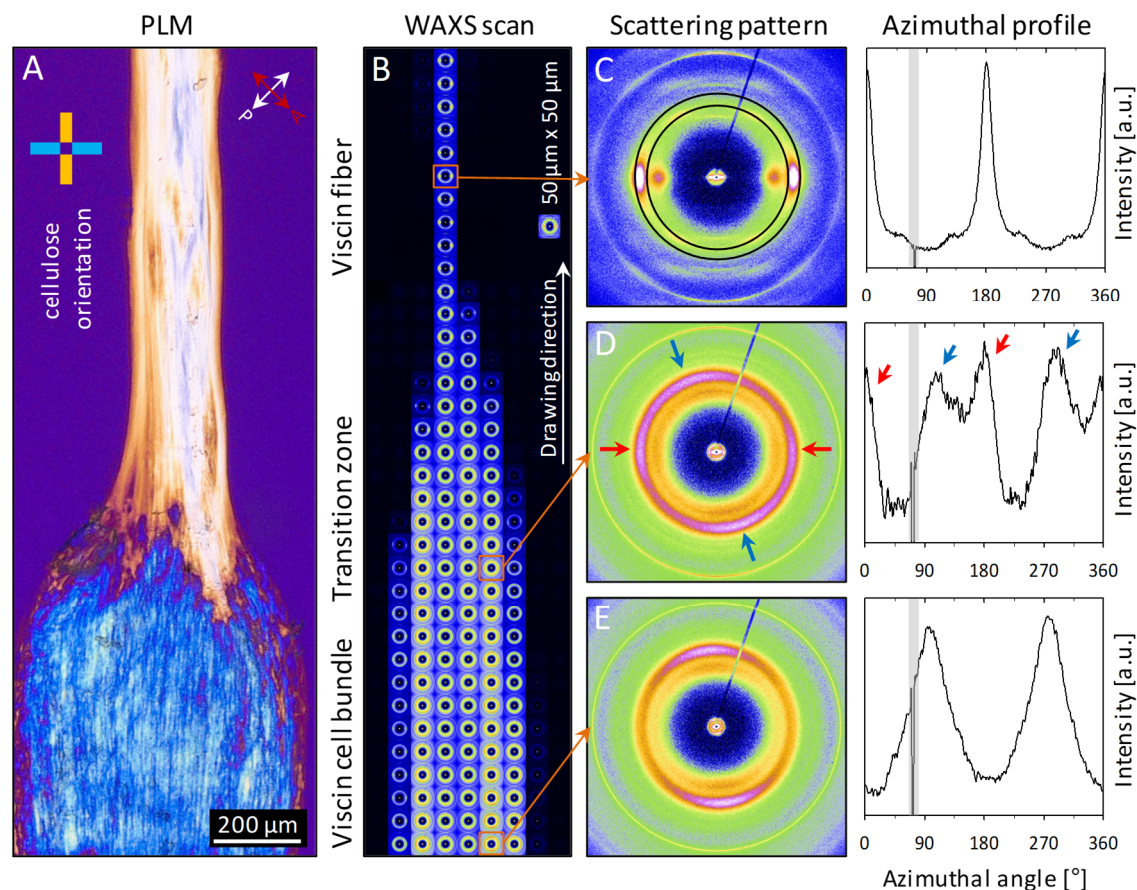 PLM
WAXS scan
Scattering pattern
Azimuthal profile
A
P
A
cellulose
orientation
200 µm
Viscin fiber
Transition zone
Viscin cell bundle
B
50 µm x 50 µm
Drawing direction
C
D
E
0 90 180 270 360
Intensity [a.u.]
0 90 180 270 360
Intensity [a.u.]
0 90 180 270 360
Intensity [a.u.]
Azimuthal angle [°]